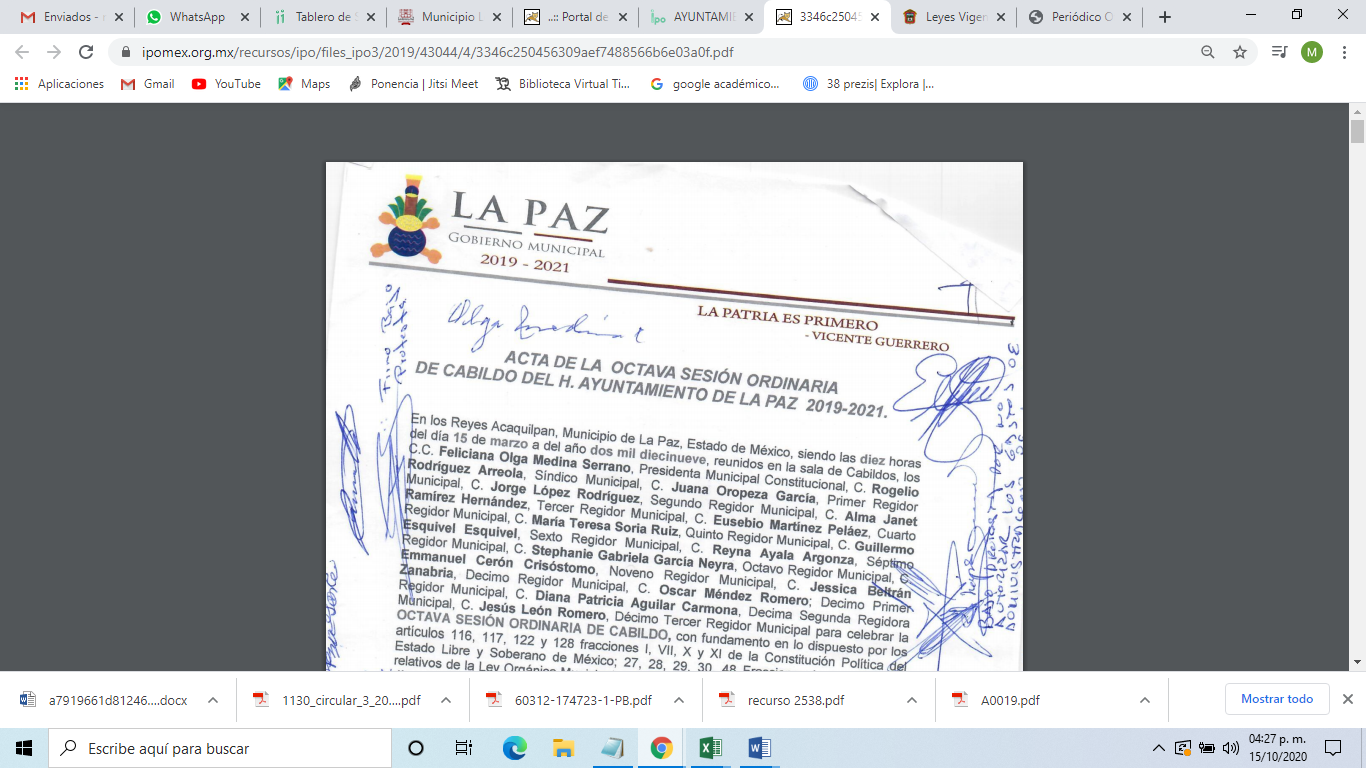 Enviados -
WhatsApp
Tablero de
Municipio L
..:: Portal de
AYUNTAMIE
3346c25045
Leyes Vigen
Periódico O
ipomex.org.mx/recursos/ipo/files_ipo3/2019/43044/4/3346c250456309aef7488566b6e03a0f.pdf
M
Aplicaciones
Gmail
YouTube
Maps
Ponencia | Jitsi Meet
Biblioteca Virtual Ti...
google académico...
38 prezis| Explora |...
LA PAZ
GOBIERNO MUNICIPAL
2019 - 2021
LA PATRIA ES PRIMERO
- VICENTE GUERRERO
Olga Medina
Firmo Bajo
Protesta
ACTA DE LA OCTAVA SESIÓN ORDINARIA
DE CABILDO DEL H. AYUNTAMIENTO DE LA PAZ 2019-2021.
En los Reyes Acaquilpan, Municipio de La Paz, Estado de México, siendo las diez horas
del día 15 de marzo a del año dos mil diecinueve, reunidos en la sala de Cabildos, los
C.C. Feliciana Olga Medina Serrano, Presidenta Municipal Constitucional, C. Rogelio
Rodríguez Arreola, Síndico Municipal, C. Juana Oropeza García, Primer Regidor
Municipal, C. Jorge López Rodríguez, Segundo Regidor Municipal, C. Alma Janet
Ramírez Hernández, Tercer Regidor Municipal, C. Eusebio Martínez Peláez, Cuarto
Regidor Municipal, C. María Teresa Soria Ruiz, Quinto Regidor Municipal, C. Guillermo
Esquivel Esquivel, Sexto Regidor Municipal, C. Reyna Ayala Argonza, Séptimo
Regidor Municipal, C. Stephanie Gabriela García Neyra, Octavo Regidor Municipal, C.
Emmanuel Cerón Crisóstomo, Noveno Regidor Municipal, C. Jessica Beltrán
Zanabria, Decimo Regidor Municipal, C. Oscar Méndez Romero; Decimo Primer
Regidor Municipal, C. Diana Patricia Aguilar Carmona, Decima Segunda Regidora
Municipal, C. Jesús León Romero, Décimo Tercer Regidor Municipal para celebrar la
OCTAVA SESIÓN ORDINARIA DE CABILDO, con fundamento en lo dispuesto por los
artículos 116, 117, 122 y 128 fracciones I, VII, X y XI de la Constitución Política del
Estado Libre y Soberano de México; 27, 28, 29, 30, 48
relativos de la Ley Orgánica
BAJO PROTESTA POR NO
AUTORIZAR LOS GASTOS
a7919661d81246....docx
1130_circular_3_20....pdf
60312-174723-1-PB.pdf
recurso 2538.pdf
A0019.pdf
Mostrar todo
Escribe aquí para buscar
04:27 p. m.
15/10/2020